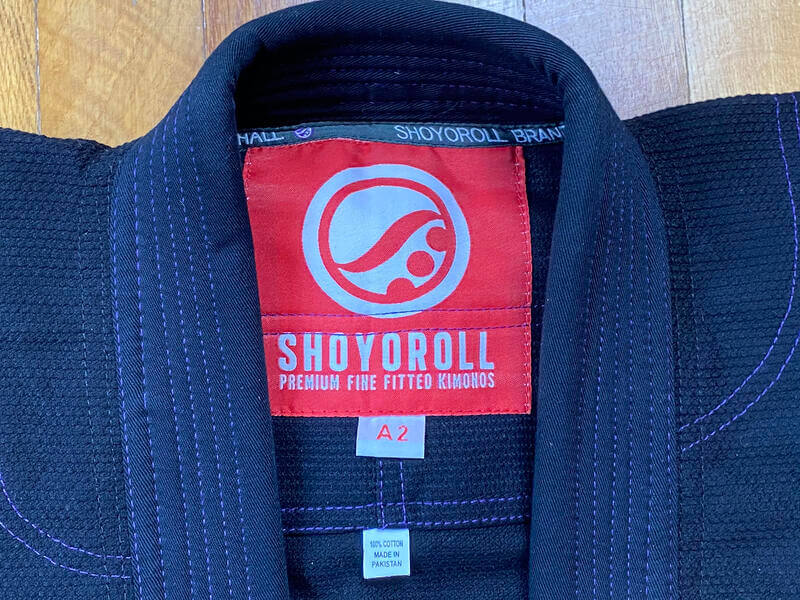 HALL SHOYOROLL BRAND
SHOYOROLL
PREMIUM FINE FITTED KIMONOS
A2
100% COTTON
MADE IN
PAKISTAN